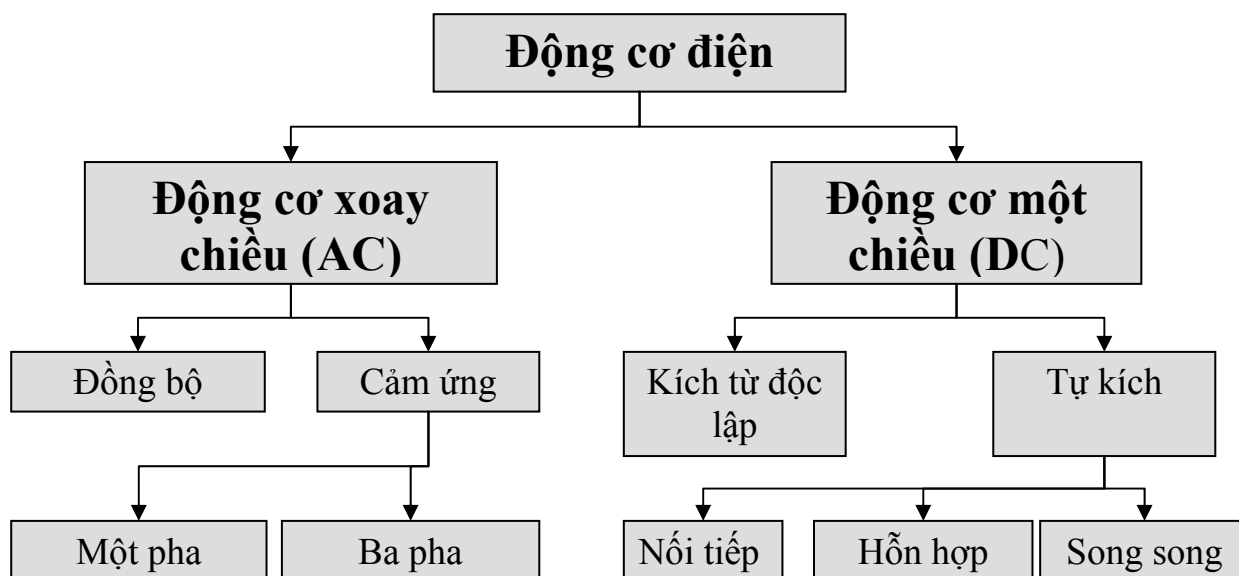 Động cơ điện
Động cơ xoay
chiều (AC)
Động cơ một
chiều (DC)
Đồng bộ
Cảm ứng
Kích từ độc
lập
Tự kích
Một pha
Ba pha
Nối tiếp
Hỗn hợp
Song song